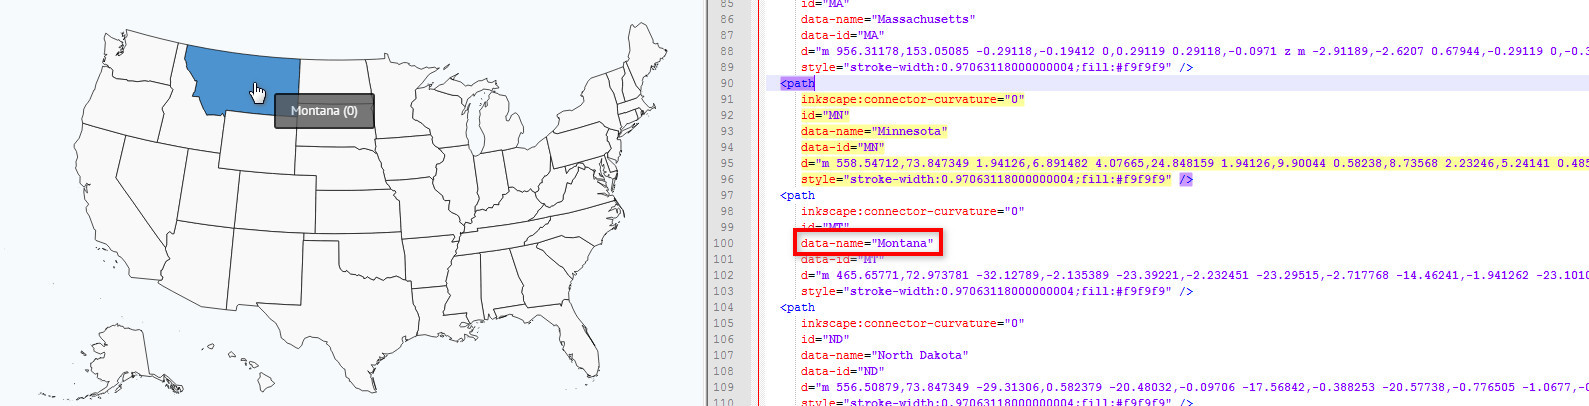 Montana (0)
85 id="MA"
86 data-name="Massachusetts"
87 data-id="MA"
88 d="m 956.31178,153.05085 -0.29118,-0.19412 0,0.29119 0.29118,-0.0971 z m -2.91189,-2.6207 0.67944,-0.29119 0,-0.3
89 style="stroke-width:0.97063118000000004;fill:#f9f9f9" />
90 <path
91 inkscape:connector-curvature="0"
92 id="MN"
93 data-name="Minnesota"
94 data-id="MN"
95 d="m 558.54712,73.847349 1.94126,6.891482 4.07665,24.848159 1.94126,9.90044 0.58238,8.73568 2.23246,5.24141 0.485
96 style="stroke-width:0.97063118000000004;fill:#f9f9f9" />
97 <path
98 inkscape:connector-curvature="0"
99 id="MT"
100 data-name="Montana"
101 data-id="MT"
102 d="m 465.65771,72.973781 -32.12789,-2.135389 -23.39221,-2.232451 -23.29515,-2.717768 -14.46241,-1.941262 -23.1010
103 style="stroke-width:0.97063118000000004;fill:#f9f9f9" />
104 <path
105 inkscape:connector-curvature="0"
106 id="ND"
107 data-name="North Dakota"
108 data-id="ND"
109 d="m 556.50879,73.847349 -29.31306,0.582379 -20.48032,-0.09706 -17.56842,-0.388253 -20.57738,-0.776505 -1.0677,-0
110 style="stroke-width:0.97063118000000004;fill:#f9f9f9" />